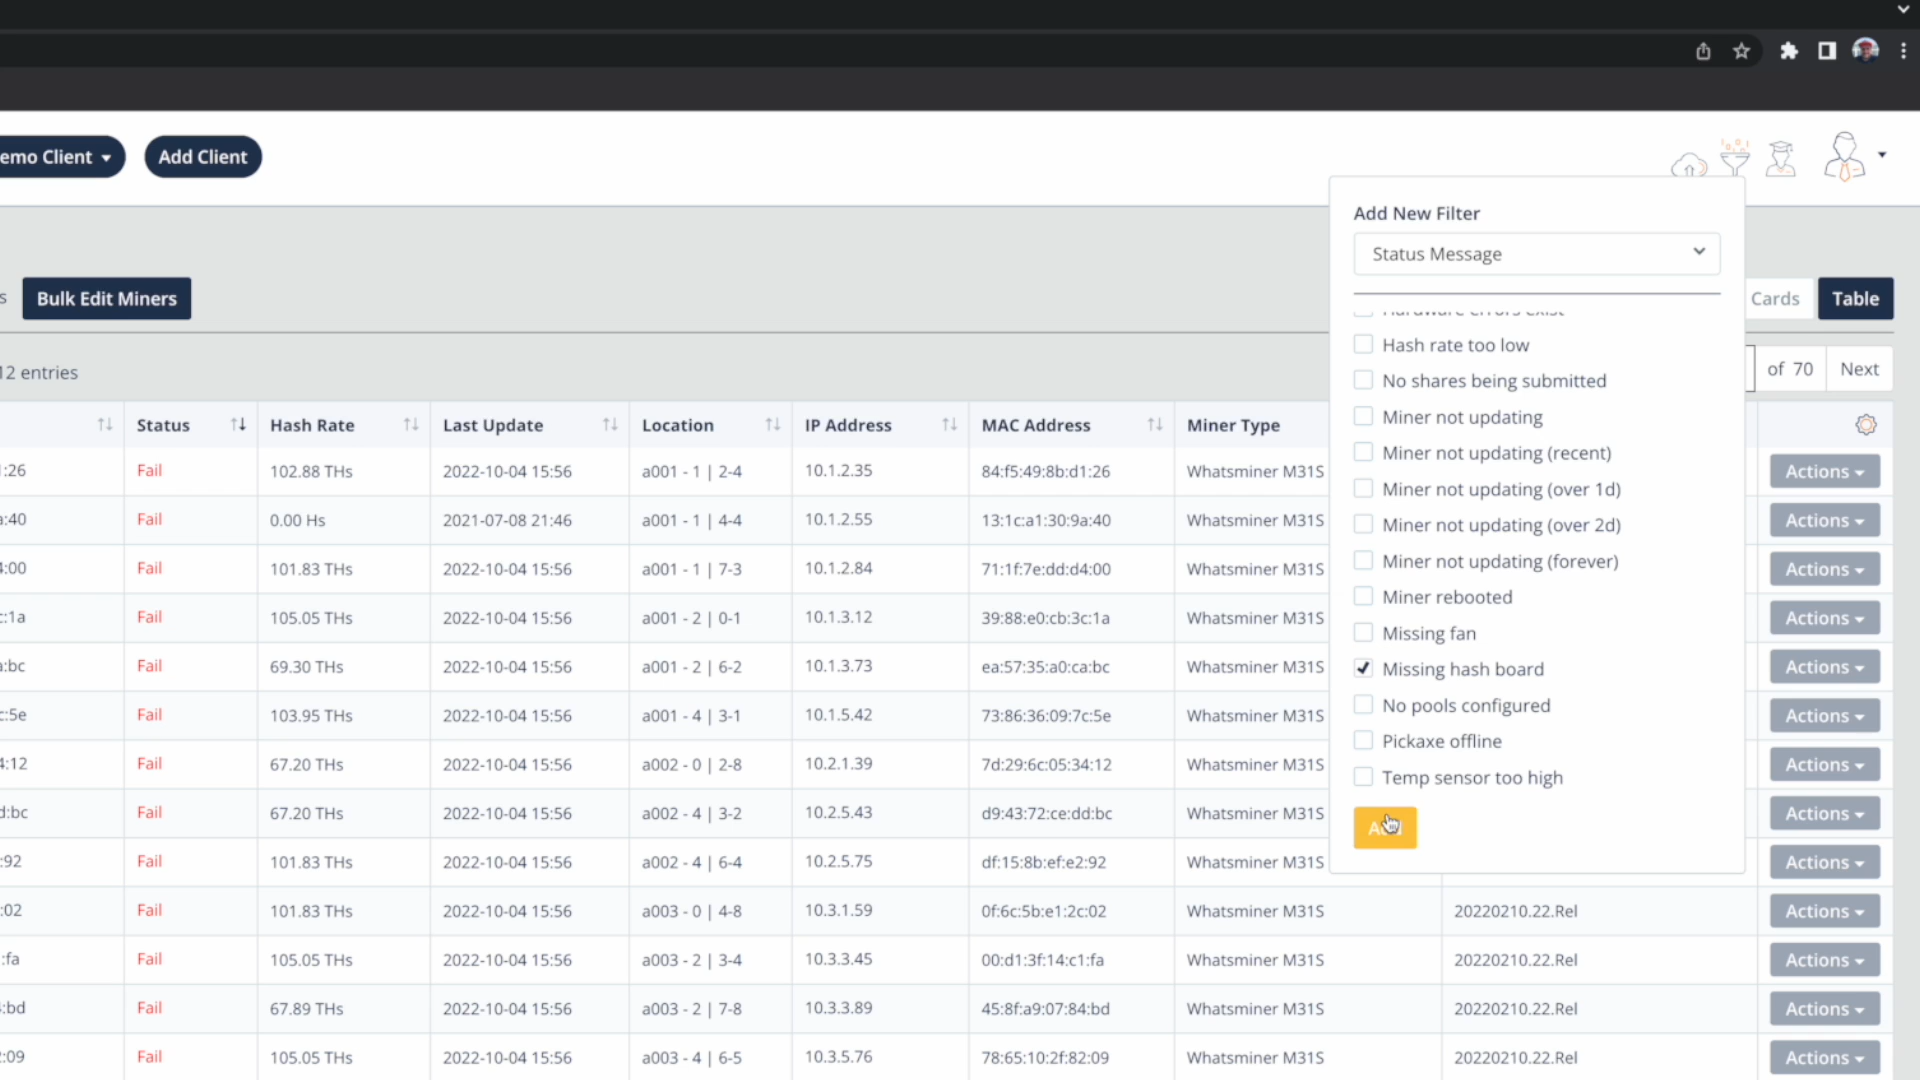 emo Client
Add Client
Add New Filter
Status Message
s
Bulk Edit Miners
Cards
Table
Hash rate too low
No shares being submitted
Miner not updating
Miner not updating (recent)
Miner not updating (over 1d)
Miner not updating (over 2d)
Miner not updating (forever)
Miner rebooted
Missing fan
Missing hash board
No pools configured
Pickaxe offline
Temp sensor too high
12 entries
of 70
Next
Status Hash Rate Last Update Location IP Address MAC Address Miner Type
:26 Fail 102.88 THs 2022-10-04 15:56 a001 - 1 | 2-4 10.1.2.35 84:f5:49:8b:d1:26 Whatsminer M31S Actions
a:40 Fail 0.00 Hs 2021-07-08 21:46 a001 - 1 | 4-4 10.1.2.55 13:1c:a1:30:9a:40 Whatsminer M31S Actions
4:00 Fail 101.83 THs 2022-10-04 15:56 a001 - 1 | 7-3 10.1.2.84 71:1f:7e:dd:d4:00 Whatsminer M31S Actions
c:1a Fail 105.05 THs 2022-10-04 15:56 a001 - 2 | 0-1 10.1.3.12 39:88:e0:cb:3c:1a Whatsminer M31S Actions
a:bc Fail 69.30 THs 2022-10-04 15:56 a001 - 2 | 6-2 10.1.3.73 ea:57:35:a0:ca:bc Whatsminer M31S Actions
c:5e Fail 103.95 THs 2022-10-04 15:56 a001 - 4 | 3-1 10.1.5.42 73:86:36:09:7c:5e Whatsminer M31S Actions
4:12 Fail 67.20 THs 2022-10-04 15:56 a002 - 0 | 2-8 10.2.1.39 7d:29:6c:05:34:12 Whatsminer M31S Actions
d:bc Fail 67.20 THs 2022-10-04 15:56 a002 - 4 | 3-2 10.2.5.43 d9:43:72:ce:dd:bc Whatsminer M31S Actions
:92 Fail 101.83 THs 2022-10-04 15:56 a002 - 4 | 6-4 10.2.5.75 df:15:8b:ef:e2:92 Whatsminer M31S Actions
:02 Fail 101.83 THs 2022-10-04 15:56 a003 - 0 | 4-8 10.3.1.59 0f:6c:5b:e1:2c:02 Whatsminer M31S 20220210.22.Rel Actions
:fa Fail 105.05 THs 2022-10-04 15:56 a003 - 2 | 3-4 10.3.3.45 00:d1:3f:14:c1:fa Whatsminer M31S 20220210.22.Rel Actions
:bd Fail 67.89 THs 2022-10-04 15:56 a003 - 2 | 7-8 10.3.3.89 45:8f:a9:07:84:bd Whatsminer M31S 20220210.22.Rel Actions
:09 Fail 105.05 THs 2022-10-04 15:56 a003 - 4 | 6-5 10.3.5.76 78:65:10:2f:82:09 Whatsminer M31S 20220210.22.Rel Actions